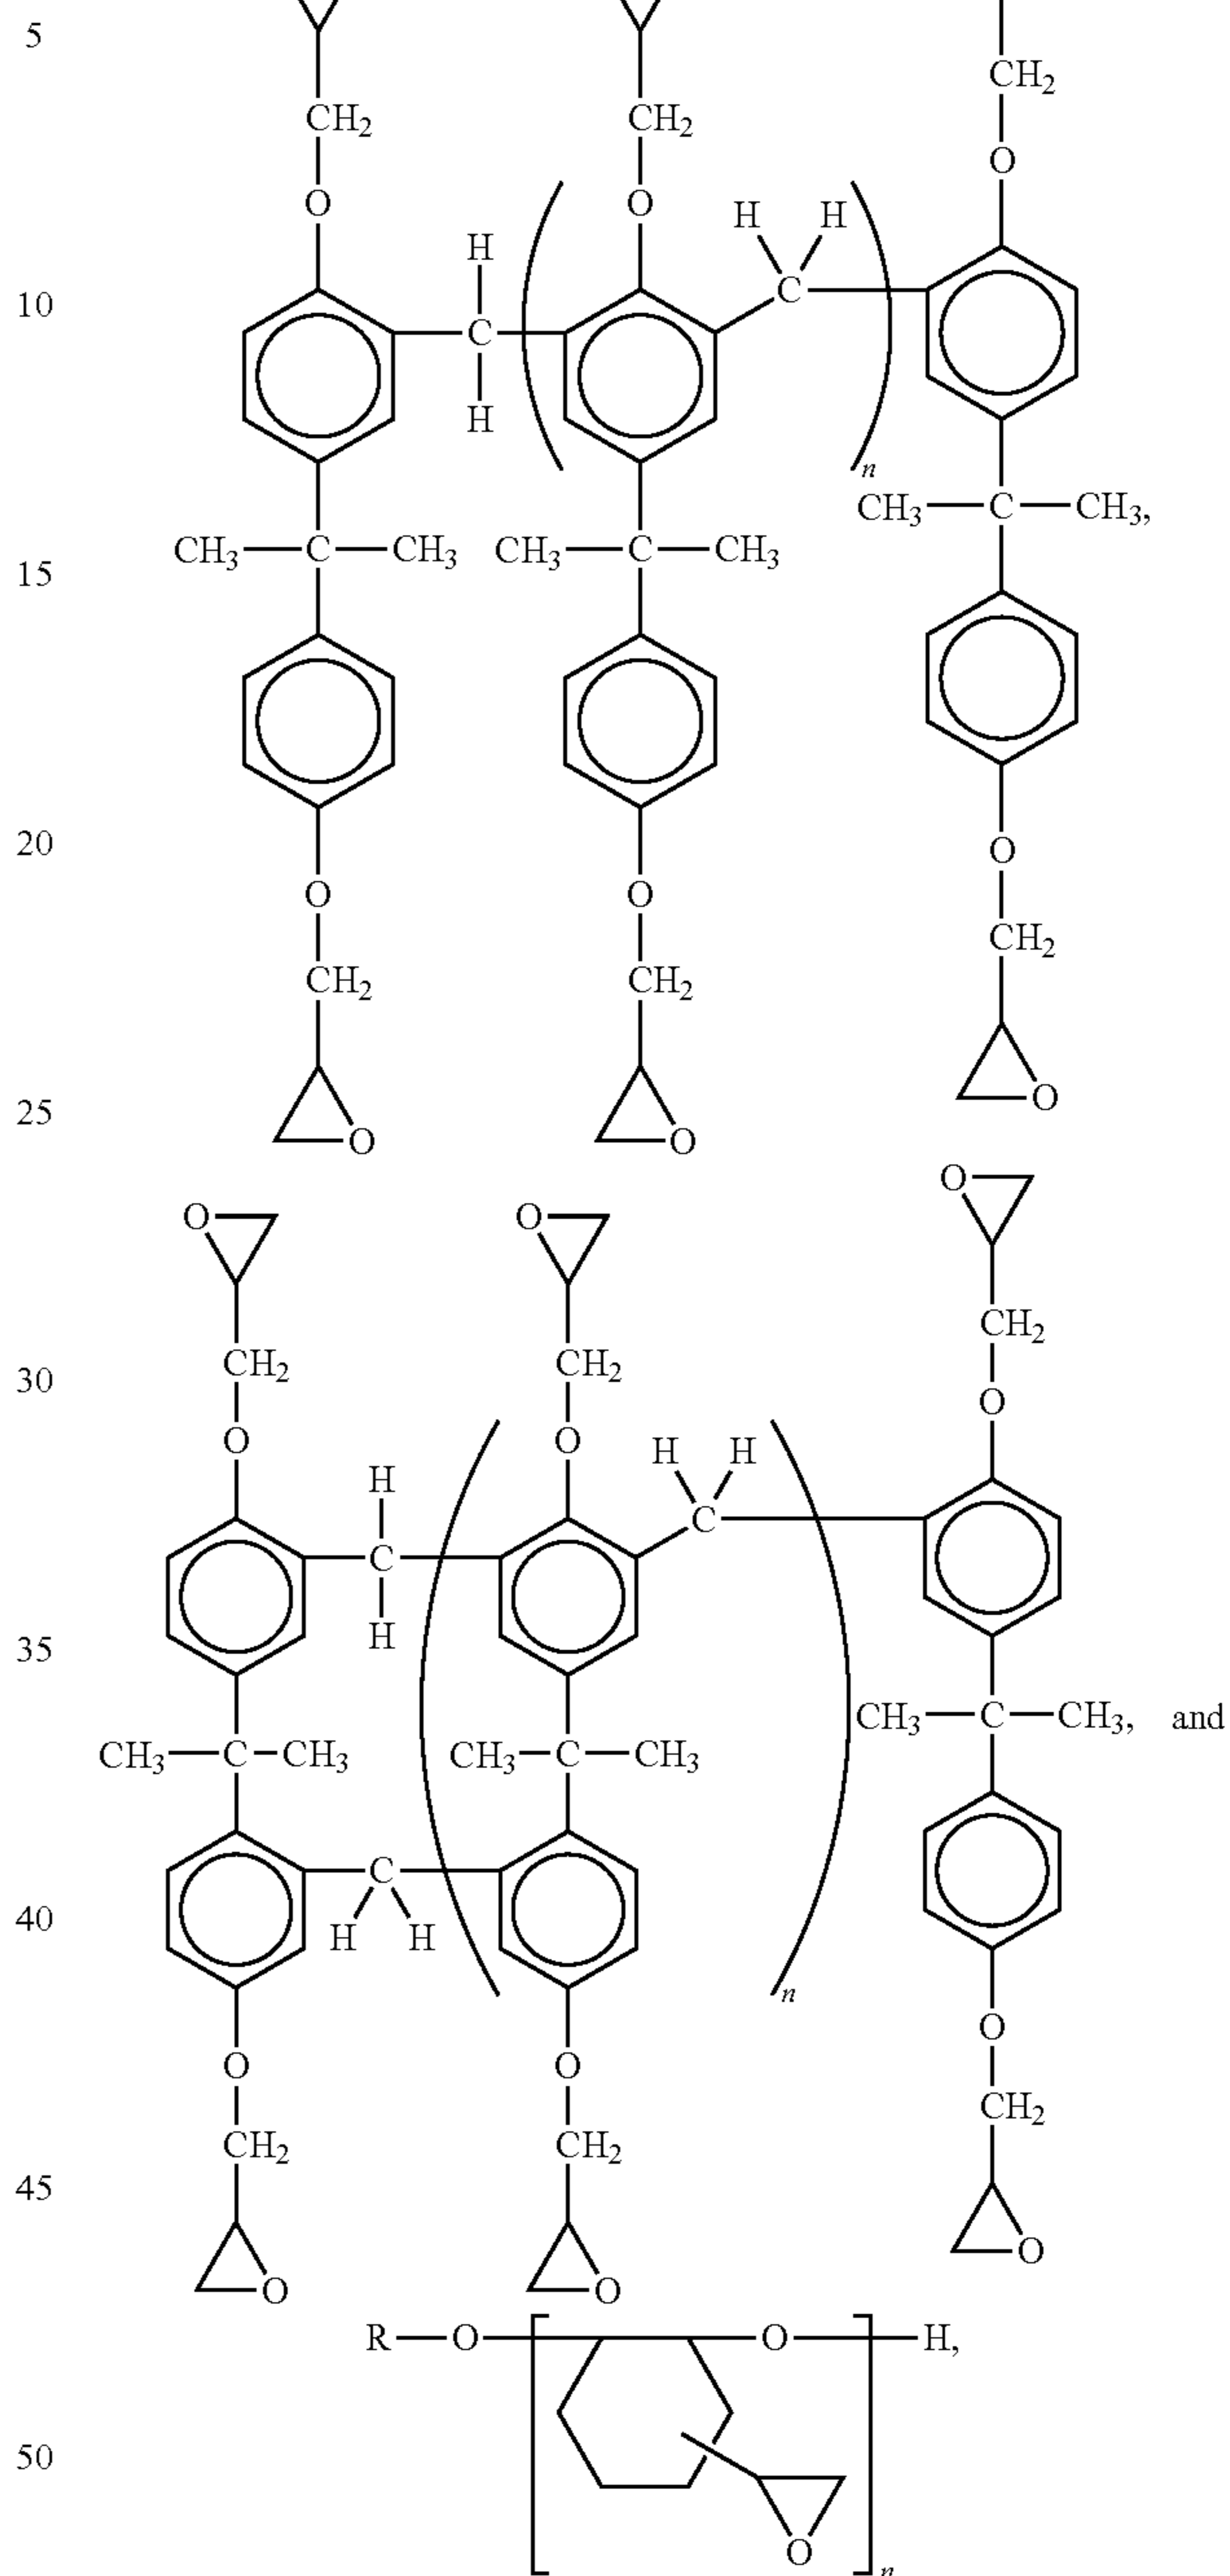 5
CH2
CH2 CH2
O
O O
H H H
10 C C
H
n
CH3 C CH3,
CH3 C CH3 CH3 C CH3
15
20
O
O O
CH2
CH2 CH2
25
O
O O
O
O O
CH2
CH2 CH2
30
O
O O
H H H
C
C
H
35
n
CH3 C CH3, and
CH3 C CH3 CH3 C CH3
C
40
H H
n
O
O O
CH2
CH2 CH2
45
O
O O
R O O H,
50
O
n